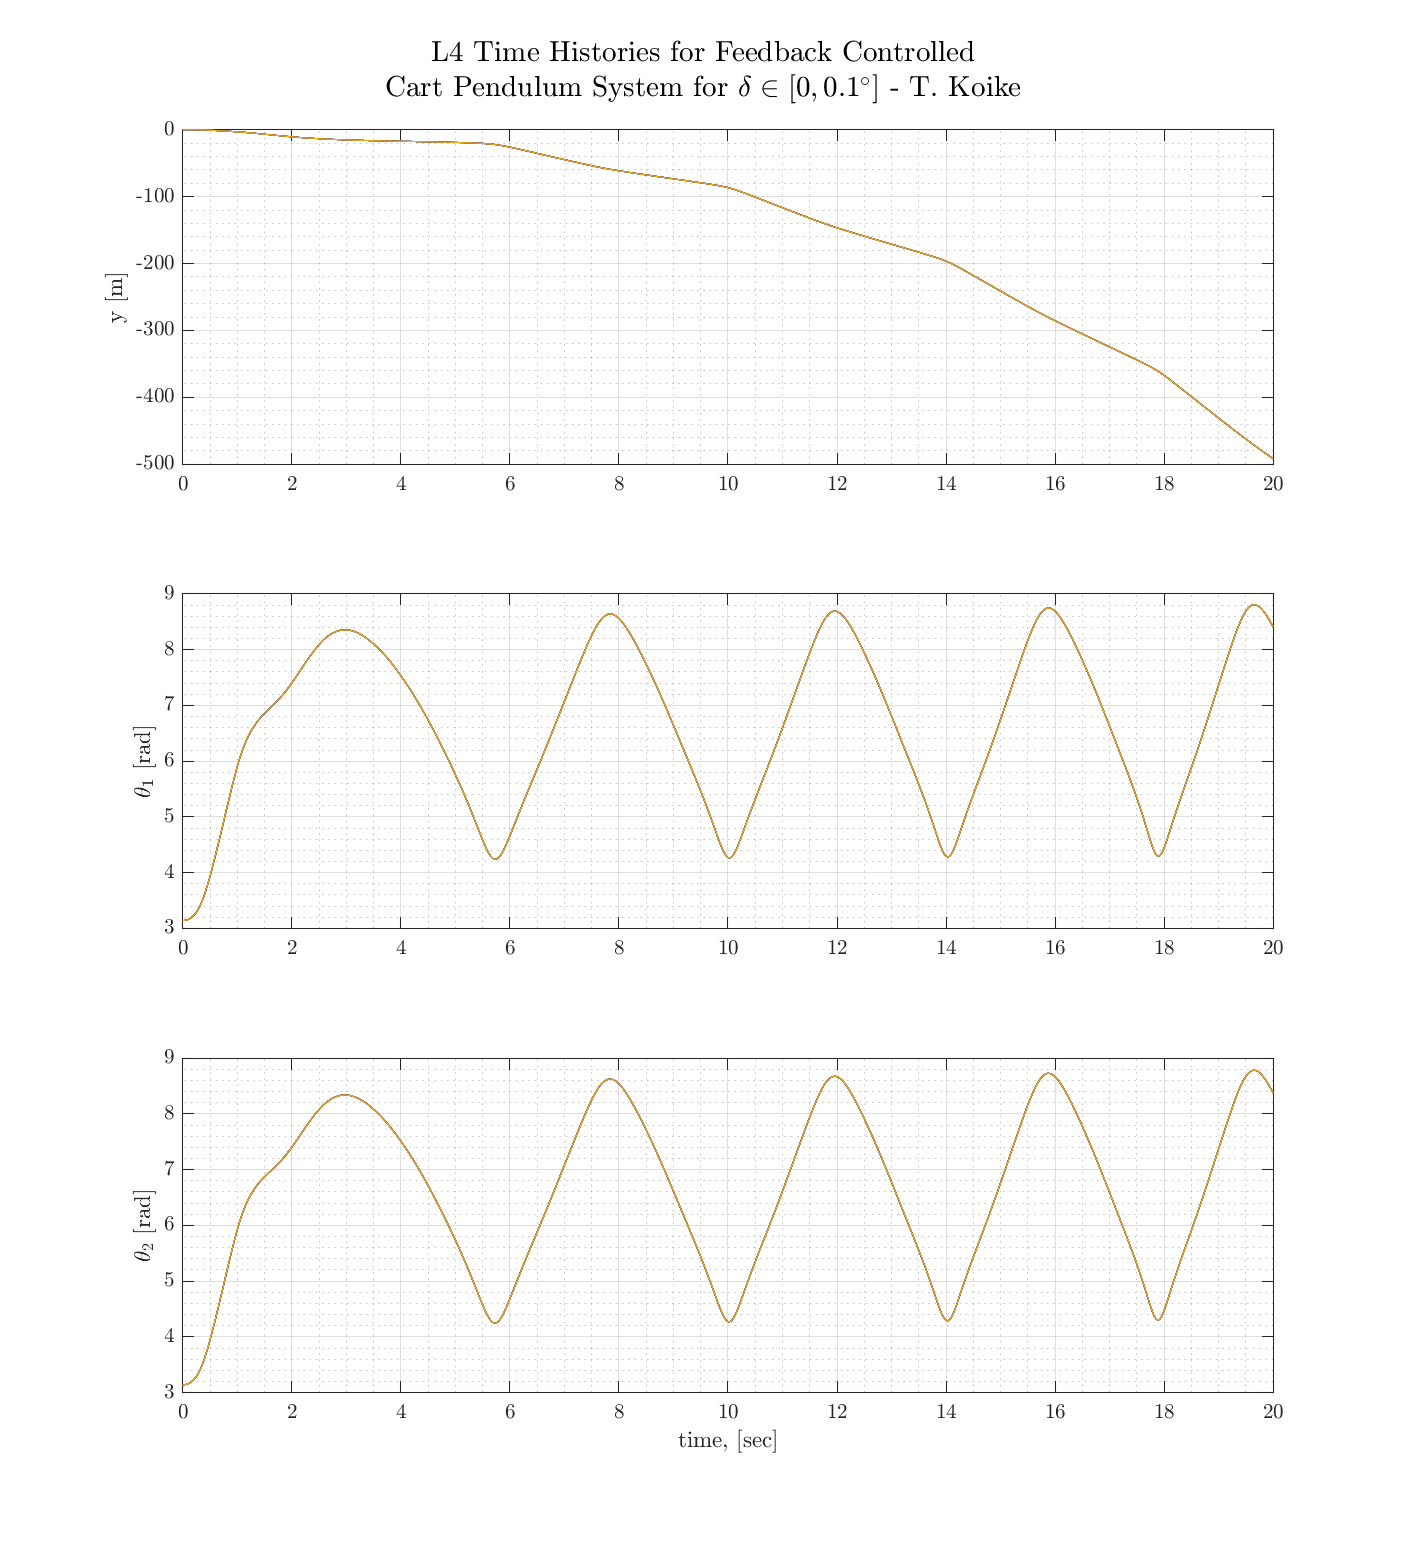 L4 Time Histories for Feedback Controlled
Cart Pendulum System for δ ∈ [0, 0.1°] - T. Koike
0
-100
-200
-300
-400
-500
y [m]
0 2 4 6 8 10 12 14 16 18 20
9
8
7
6
5
4
3
θ₁ [rad]
0 2 4 6 8 10 12 14 16 18 20
9
8
7
6
5
4
3
θ₂ [rad]
0 2 4 6 8 10 12 14 16 18 20
time, [sec]